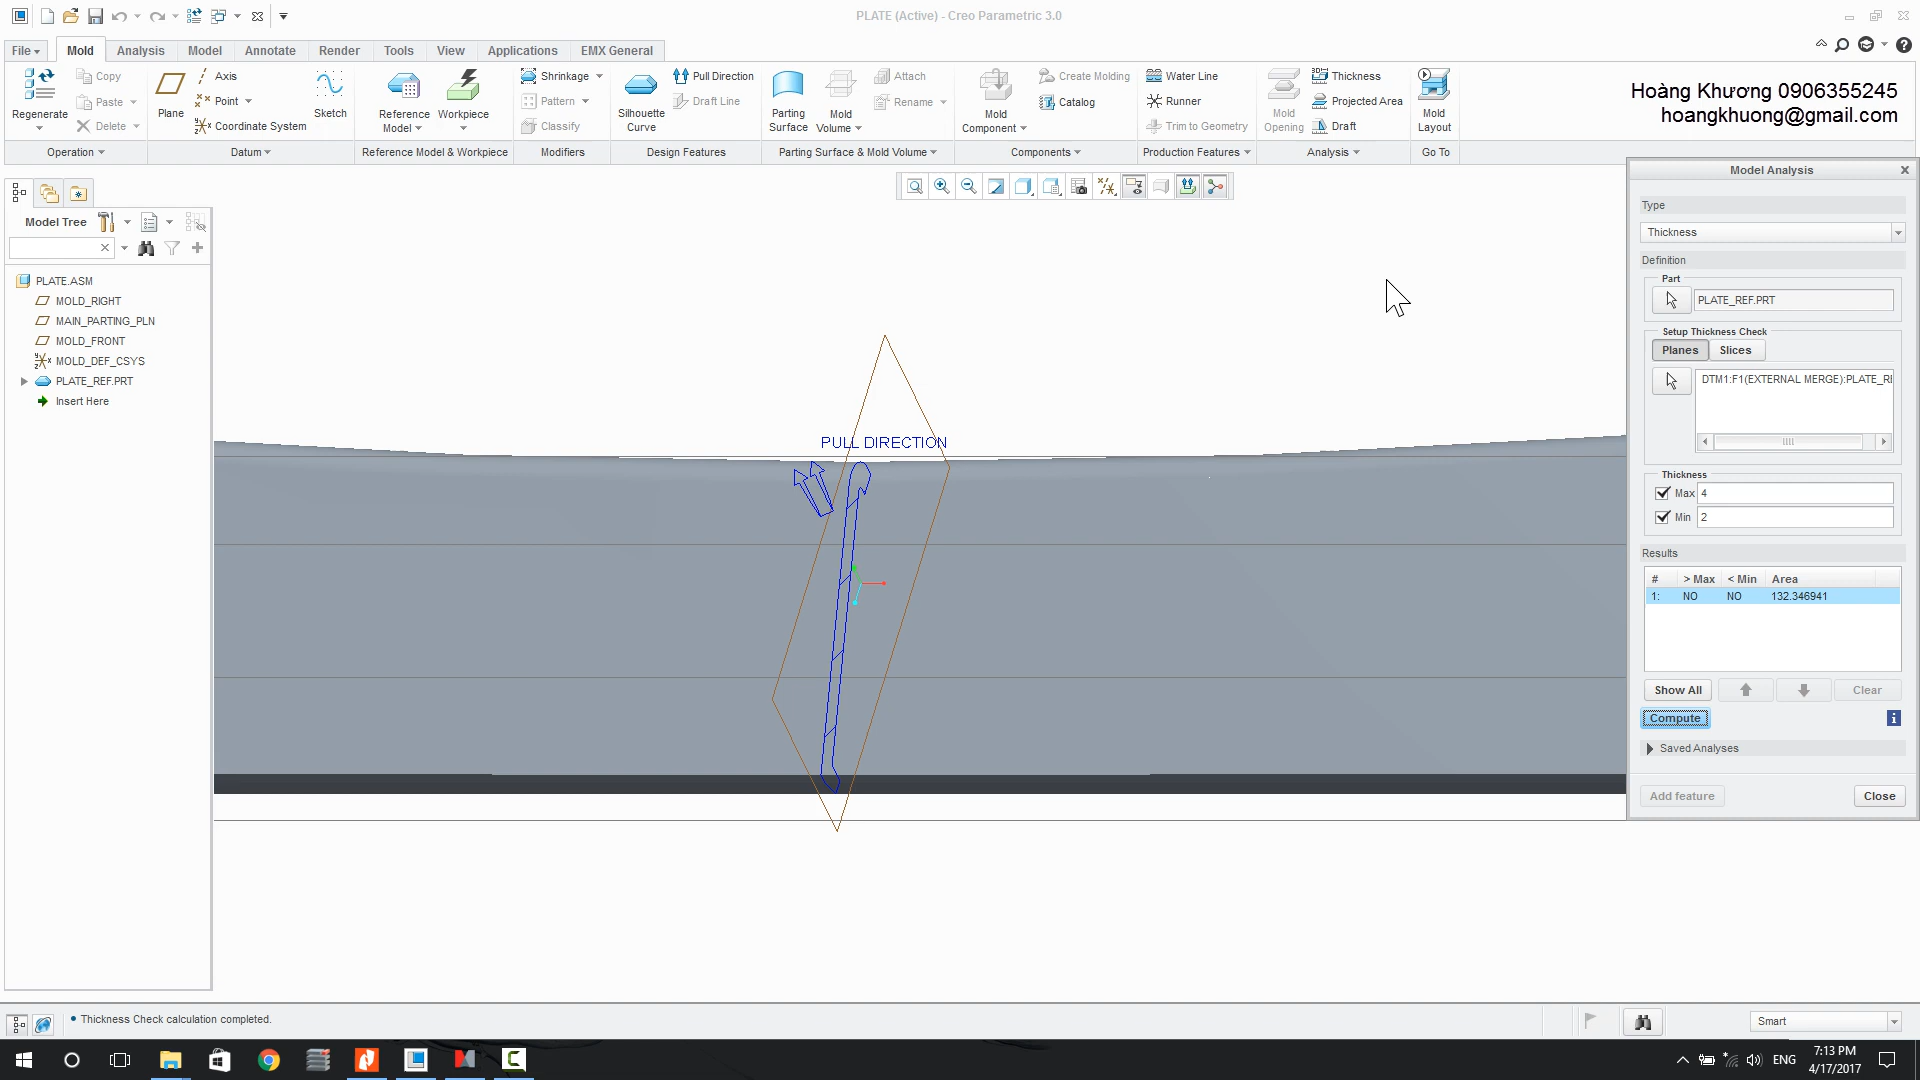 PLATE (Active) - Creo Parametric 3.0
File Mold Analysis Model Annotate Render Tools View Applications EMX General
Regenerate
Copy
Paste
Delete
Operation
Plane
Axis
Point
Coordinate System
Sketch
Datum
Reference Model
Workpiece
Reference Model & Workpiece
Shrinkage
Pattern
Classify
Modifiers
Silhouette Curve
Pull Direction
Draft Line
Design Features
Parting Surface
Mold Volume
Attach
Rename
Parting Surface & Mold Volume
Mold Component
Create Molding
Catalog
Components
Water Line
Runner
Trim to Geometry
Production Features
Mold Opening
Thickness
Projected Area
Draft
Analysis
Mold Layout
Go To
Hoàng Khương 0906355245
hoangkhuong@gmail.com
Model Tree
PLATE.ASM
MOLD_RIGHT
MAIN_PARTING_PLN
MOLD_FRONT
MOLD_DEF_CSYS
PLATE_REF.PRT
Insert Here
PULL DIRECTION
Model Analysis
Type
Thickness
Definition
Part
PLATE_REF.PRT
Setup Thickness Check
Planes Slices
DTM1:F1(EXTERNAL MERGE):PLATE_RE
Thickness
Max 4
Min 2
Results
# > Max < Min Area
1: NO NO 132.346941
Show All Clear
Compute
Saved Analyses
Add feature Close
Thickness Check calculation completed.
Smart
ENG
7:13 PM
4/17/2017